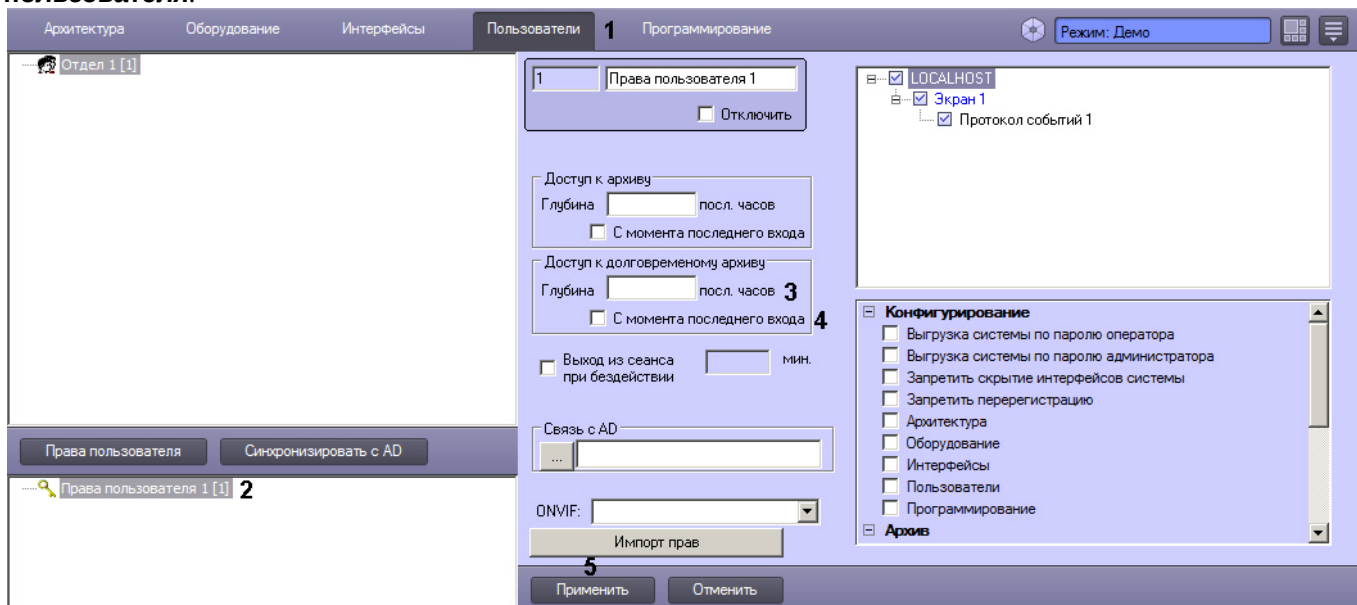 пользователя.
Архитектура Оборудование Интерфейсы Пользователи 1 Программирование Режим: Демо
Отдел 1 [1]
Права пользователя Синхронизировать с AD
Права пользователя 1 [1] 2
1 Права пользователя 1
Отключить
Доступ к архиву
Глубина посл. часов
С момента последнего входа
Доступ к долговременому архиву
Глубина посл. часов 3
С момента последнего входа 4
Выход из сеанса мин.
при бездействии
Связь с AD
...
ONVIF:
Импорт прав
5
Применить Отменить
LOCALHOST
Экран 1
Протокол событий 1
Конфигурирование
Выгрузка системы по паролю оператора
Выгрузка системы по паролю администратора
Запретить скрытие интерфейсов системы
Запретить перерегистрацию
Архитектура
Оборудование
Интерфейсы
Пользователи
Программирование
Архив